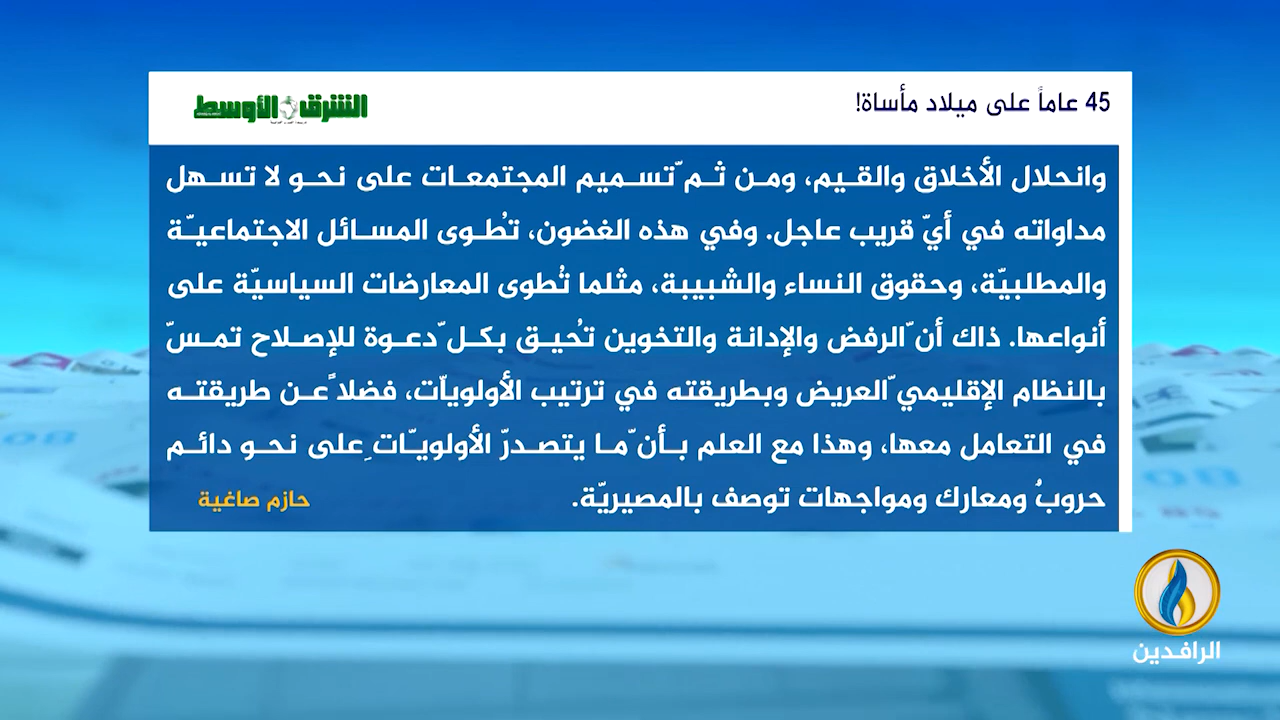 45 عاماً على ميلاد مأساة!
الشرق الأوسط
وانحلال الأخلاق والقيم، ومن ثمّ تسميم المجتمعات على نحو لا تسهل
مداواته في أيّ قريب عاجل. وفي هذه الغضون، تُطوى المسائل الاجتماعيّة
والمطلبيّة، وحقوق النساء والشبيبة، مثلما تُطوى المعارضات السياسيّة على
أنواعها. ذاك أنّ الرفض والإدانة والتخوين تُحيق بكلّ دعوة للإصلاح تمسّ
بالنظام الإقليميّ العريض وبطريقته في ترتيب الأولويّات، فضلاً عن طريقته
في التعامل معها، وهذا مع العلم بأنّ ما يتصدرّ الأولويّاتِ على نحو دائم
حروبٌ ومعارك ومواجهات توصف بالمصيريّة.
حازم صاغية
الرافدين